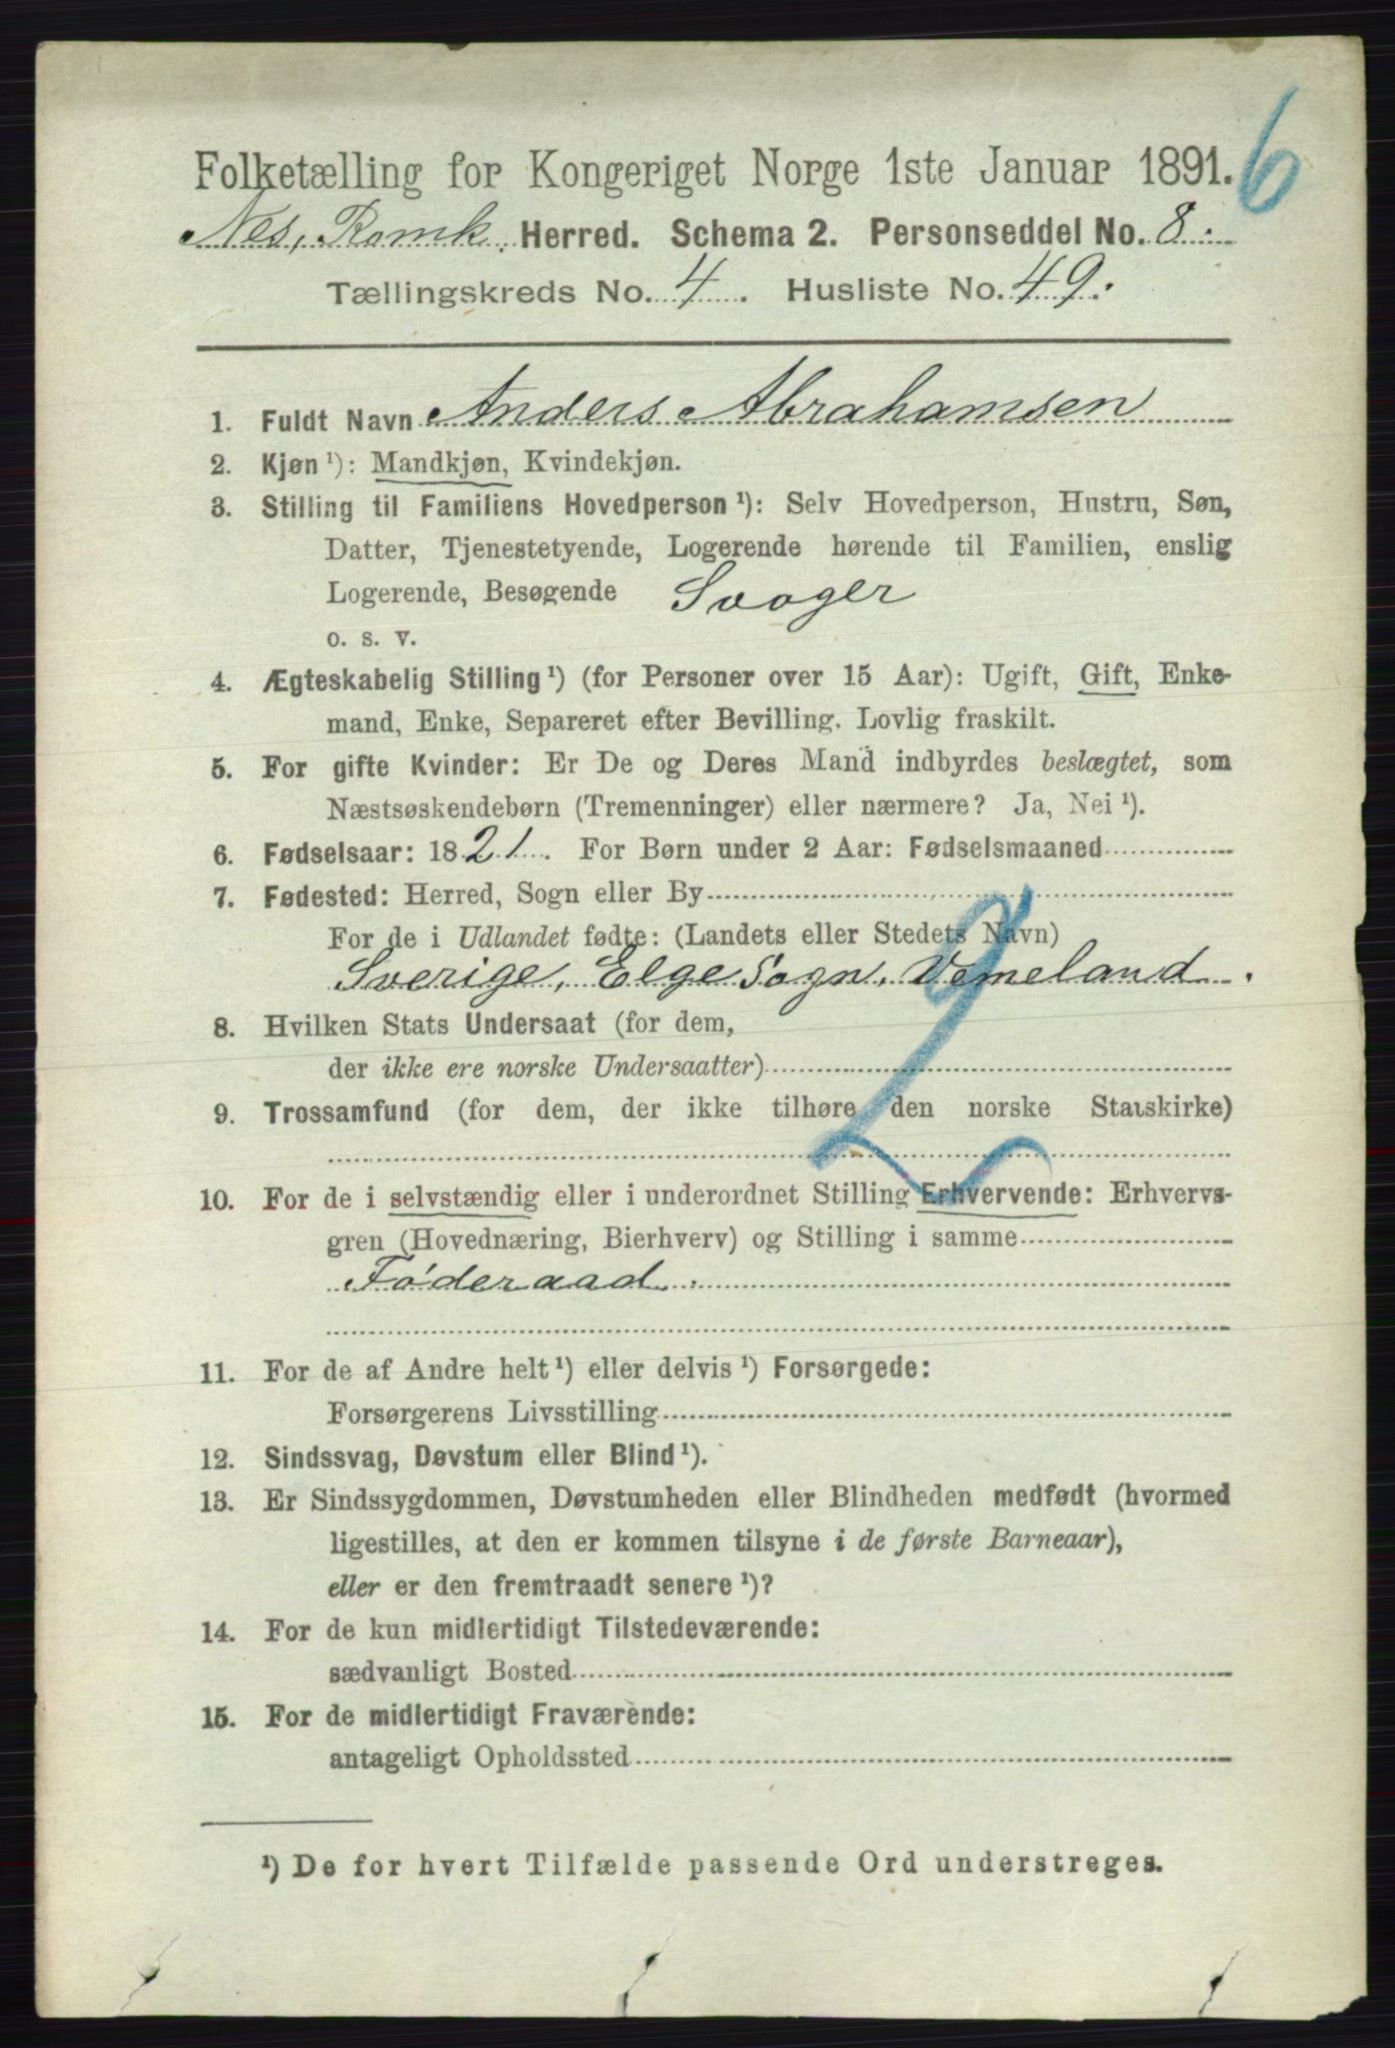 6
Folketælling for Kongeriget Norge 1ste Januar 1891.
Nes, Romk. Herred. Schema 2. Personseddel No. 8.
Tællingskreds No. 4. Husliste No. 49.
1. Fuldt Navn Anders Abrahamsen
2. Kjøn ¹): Mandkjøn, Kvindekjøn.
3. Stilling til Familiens Hovedperson ¹): Selv Hovedperson, Hustru, Søn,
Datter, Tjenestetyende, Logerende hørende til Familien, enslig
Logerende, Besøgende Svoger
o. s. v.
4. Ægteskabelig Stilling ¹) (for Personer over 15 Aar): Ugift, Gift, Enke-
mand, Enke, Separeret efter Bevilling. Lovlig fraskilt.
5. For gifte Kvinder: Er De og Deres Mand indbyrdes beslægtet, som
Næstsøskendebørn (Tremenninger) eller nærmere? Ja, Nei ¹).
6. Fødselsaar: 1821. For Børn under 2 Aar: Fødselsmaaned
7. Fødested: Herred, Sogn eller By
For de i Udlandet fødte: (Landets eller Stedets Navn)
Sverige, Elge Sogn, Vemeland.
8. Hvilken Stats Undersaat (for dem,
der ikke ere norske Undersaatter)
9. Trossamfund (for dem, der ikke tilhøre den norske Statskirke)
2
10. For de i selvstændig eller i underordnet Stilling Erhvervende: Erhvervs-
gren (Hovednæring, Bierhverv) og Stilling i samme
Føderaad.
11. For de af Andre helt ¹) eller delvis ¹) Forsørgede:
Forsørgerens Livsstilling
12. Sindssvag, Døvstum eller Blind ¹).
13. Er Sindssygdommen, Døvstumheden eller Blindheden medfødt (hvormed
ligestilles, at den er kommen tilsyne i de første Barneaar),
eller er den fremtraadt senere ¹)?
14. For de kun midlertidigt Tilstedeværende:
sædvanligt Bosted
15. For de midlertidigt Fraværende:
antageligt Opholdssted
¹) De for hvert Tilfælde passende Ord understreges.